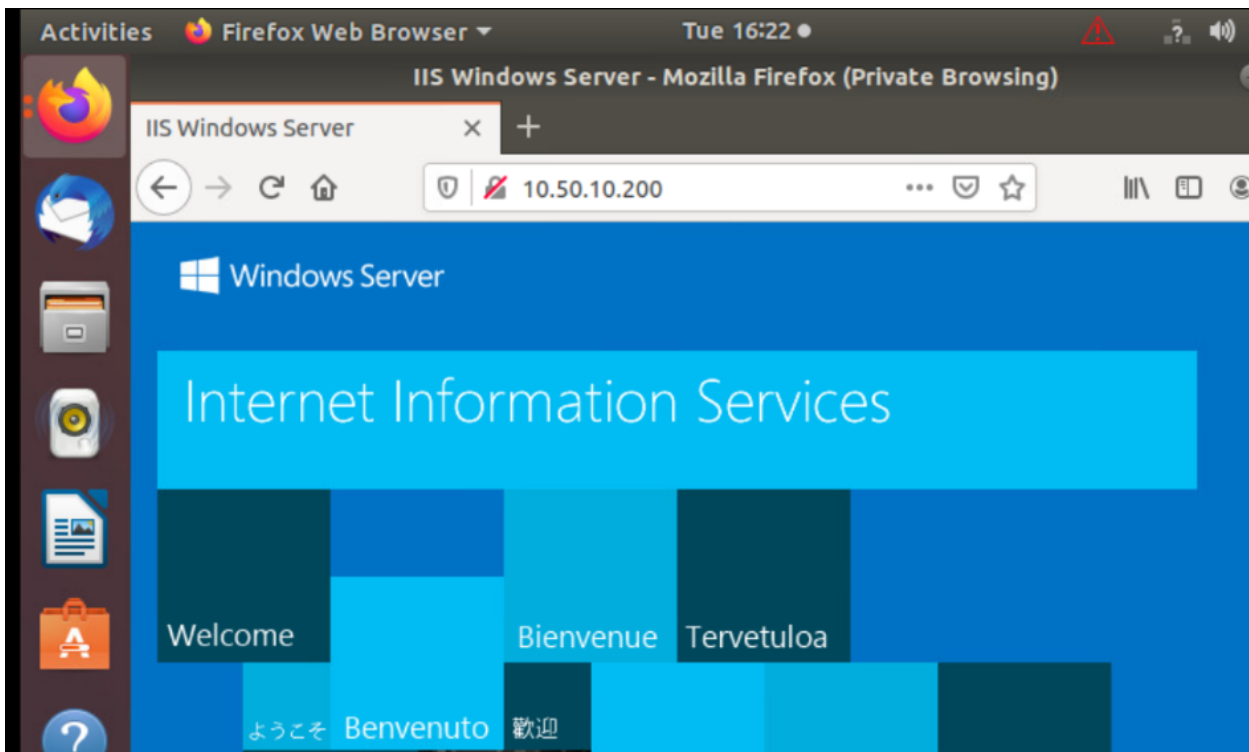 Activities Firefox Web Browser Tue 16:22
IIS Windows Server - Mozilla Firefox (Private Browsing)
IIS Windows Server
10.50.10.200
Windows Server
Internet Information Services
Welcome
Bienvenue
Tervetuloa
ようこそ
Benvenuto
歡迎